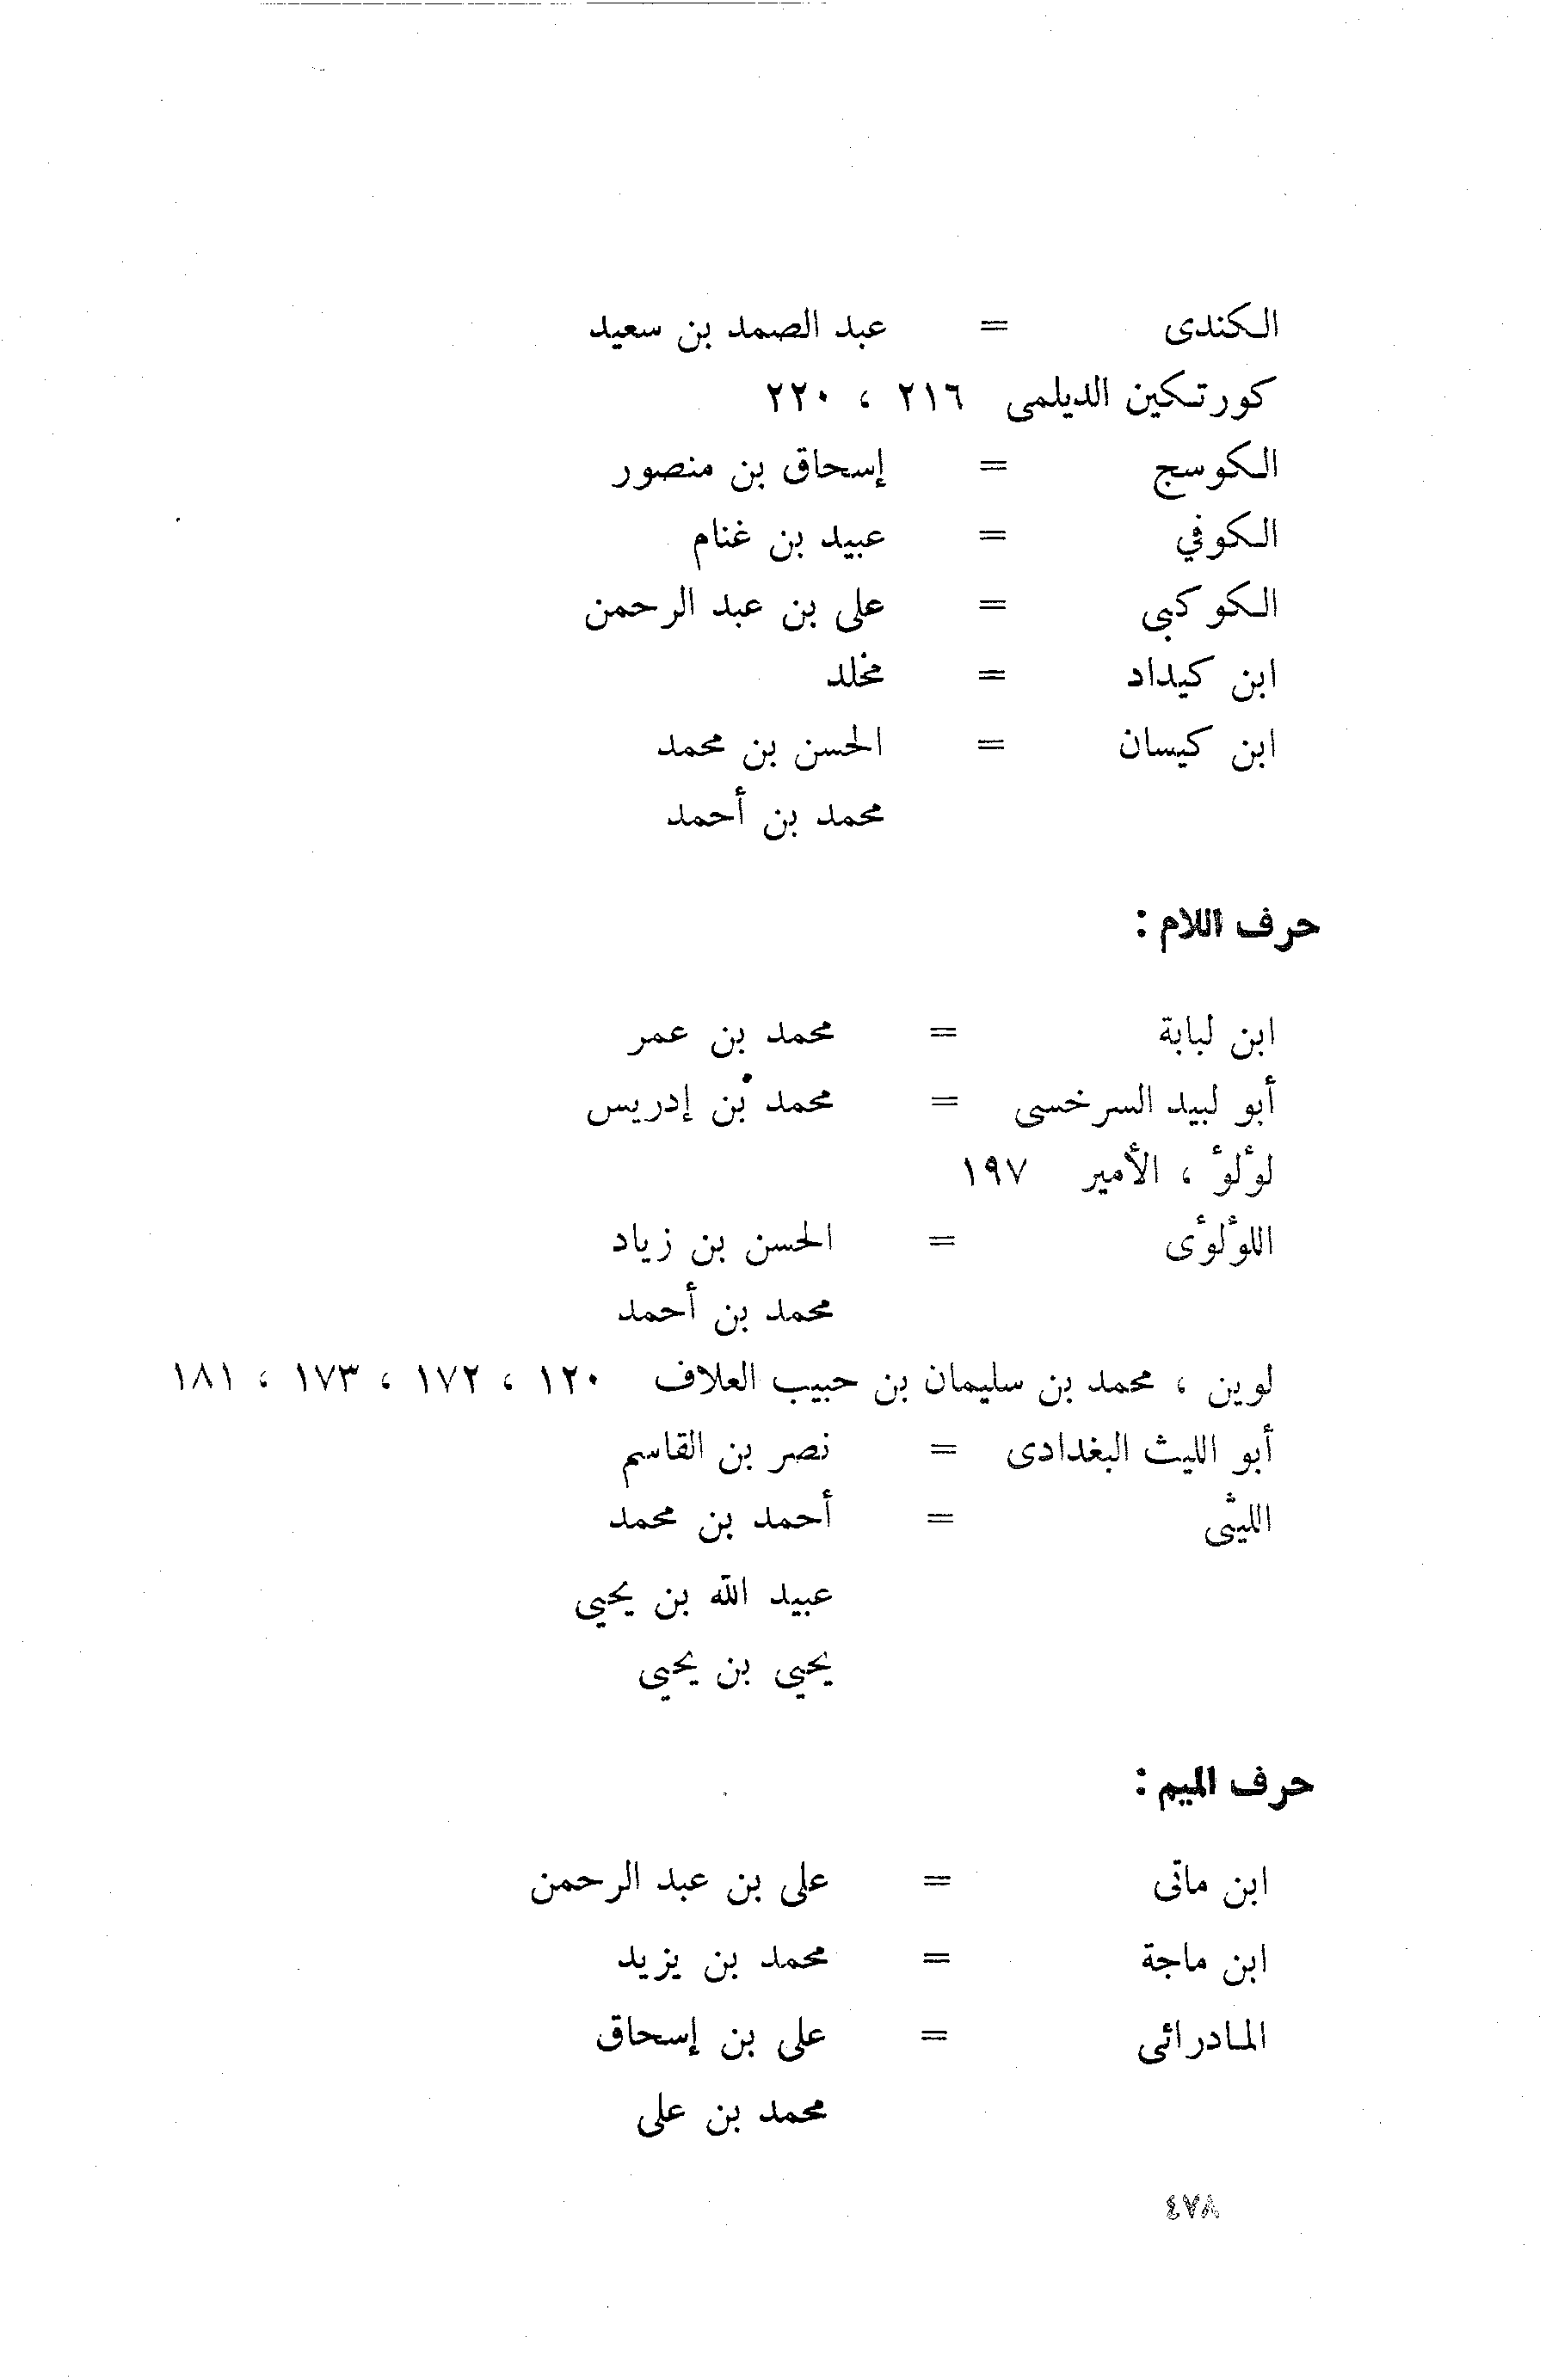 الكندى = عبد الصمد بن سعيد
كورتكين الديلمى ٢١٦ ، ٢٢٠
الكوسج = إسحاق بن منصور
الكوفي = عبيد بن غنام
الكوكبى = على بن عبد الرحمن
ابن كيداد = مخلد
ابن كيسان = الحسن بن محمد
محمد بن أحمد
حرف اللام :
ابن لبابة = محمد بن عمر
أبو لبيد السرخسى = محمد بن إدريس
لؤلؤ ، الأمير ١٩٧
اللؤلؤى = الحسن بن زياد
محمد بن أحمد
لوين ، محمد بن سليمان بن حبيب العلاف ١٢٠ ، ١٧٢ ، ١٧٣ ، ١٨١
أبو الليث البغدادى = نصر بن القاسم
الليثى = أحمد بن محمد
عبيد الله بن يحيى
يحيى بن يحيى
حرف الميم :
ابن ماتى = على بن عبد الرحمن
ابن ماجة = محمد بن يزيد
المادرائى = على بن إسحاق
محمد بن على
٤٧٨